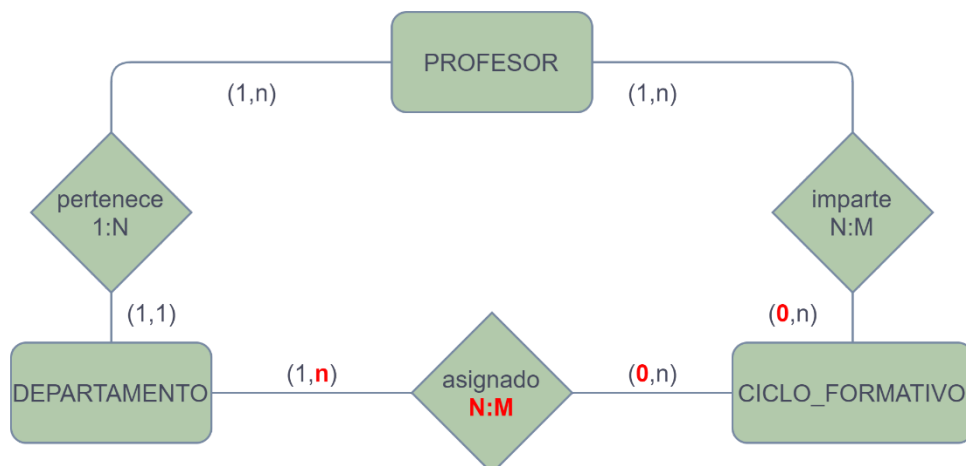 PROFESOR
(1,n)
(1,n)
pertenece
1:N
imparte
N:M
(1,1)
(0,n)
DEPARTAMENTO
(1,n)
asignado
N:M
(0,n)
CICLO_FORMATIVO